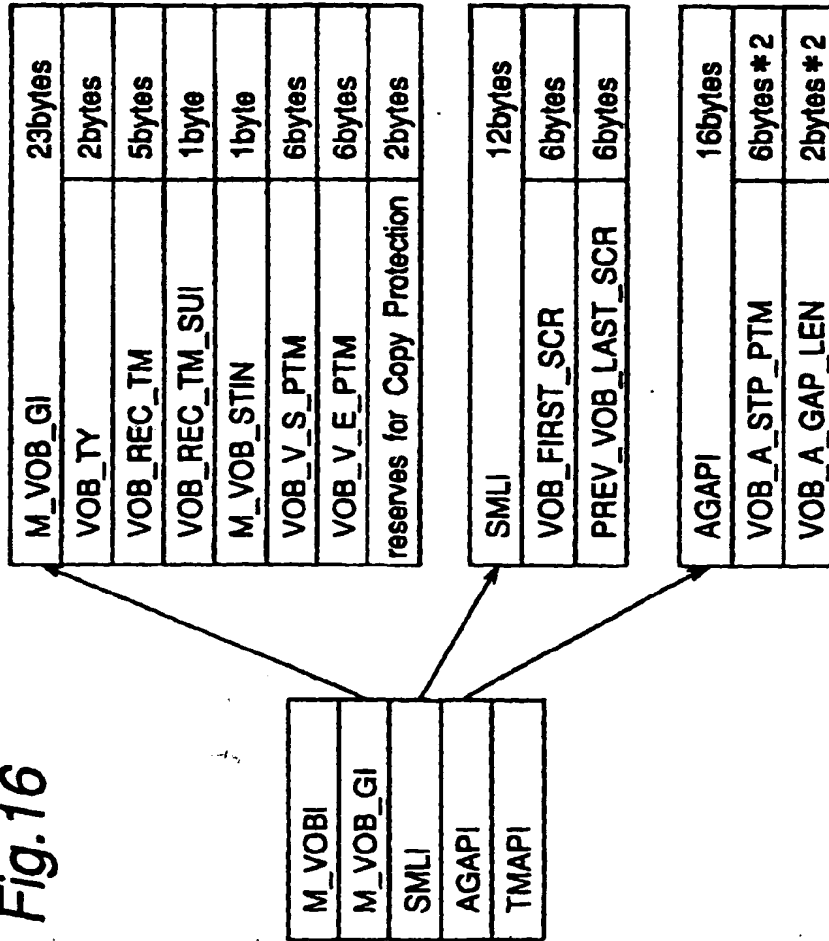 Fig.16
M_VOBI
M_VOB_GI
SMLI
AGAPI
TMAPI
M_VOB_GI 23bytes
VOB_TY 2bytes
VOB_REC_TM 5bytes
VOB_REC_TM_SUI 1byte
M_VOB_STIN 1byte
VOB_V_S_PTM 6bytes
VOB_V_E_PTM 6bytes
reserves for Copy Protection 2bytes
SMLI 12bytes
VOB_FIRST_SCR 6bytes
PREV_VOB_LAST_SCR 6bytes
AGAPI 16bytes
VOB_A_STP_PTM 6bytes*2
VOB_A_GAP_LEN 2bytes*2